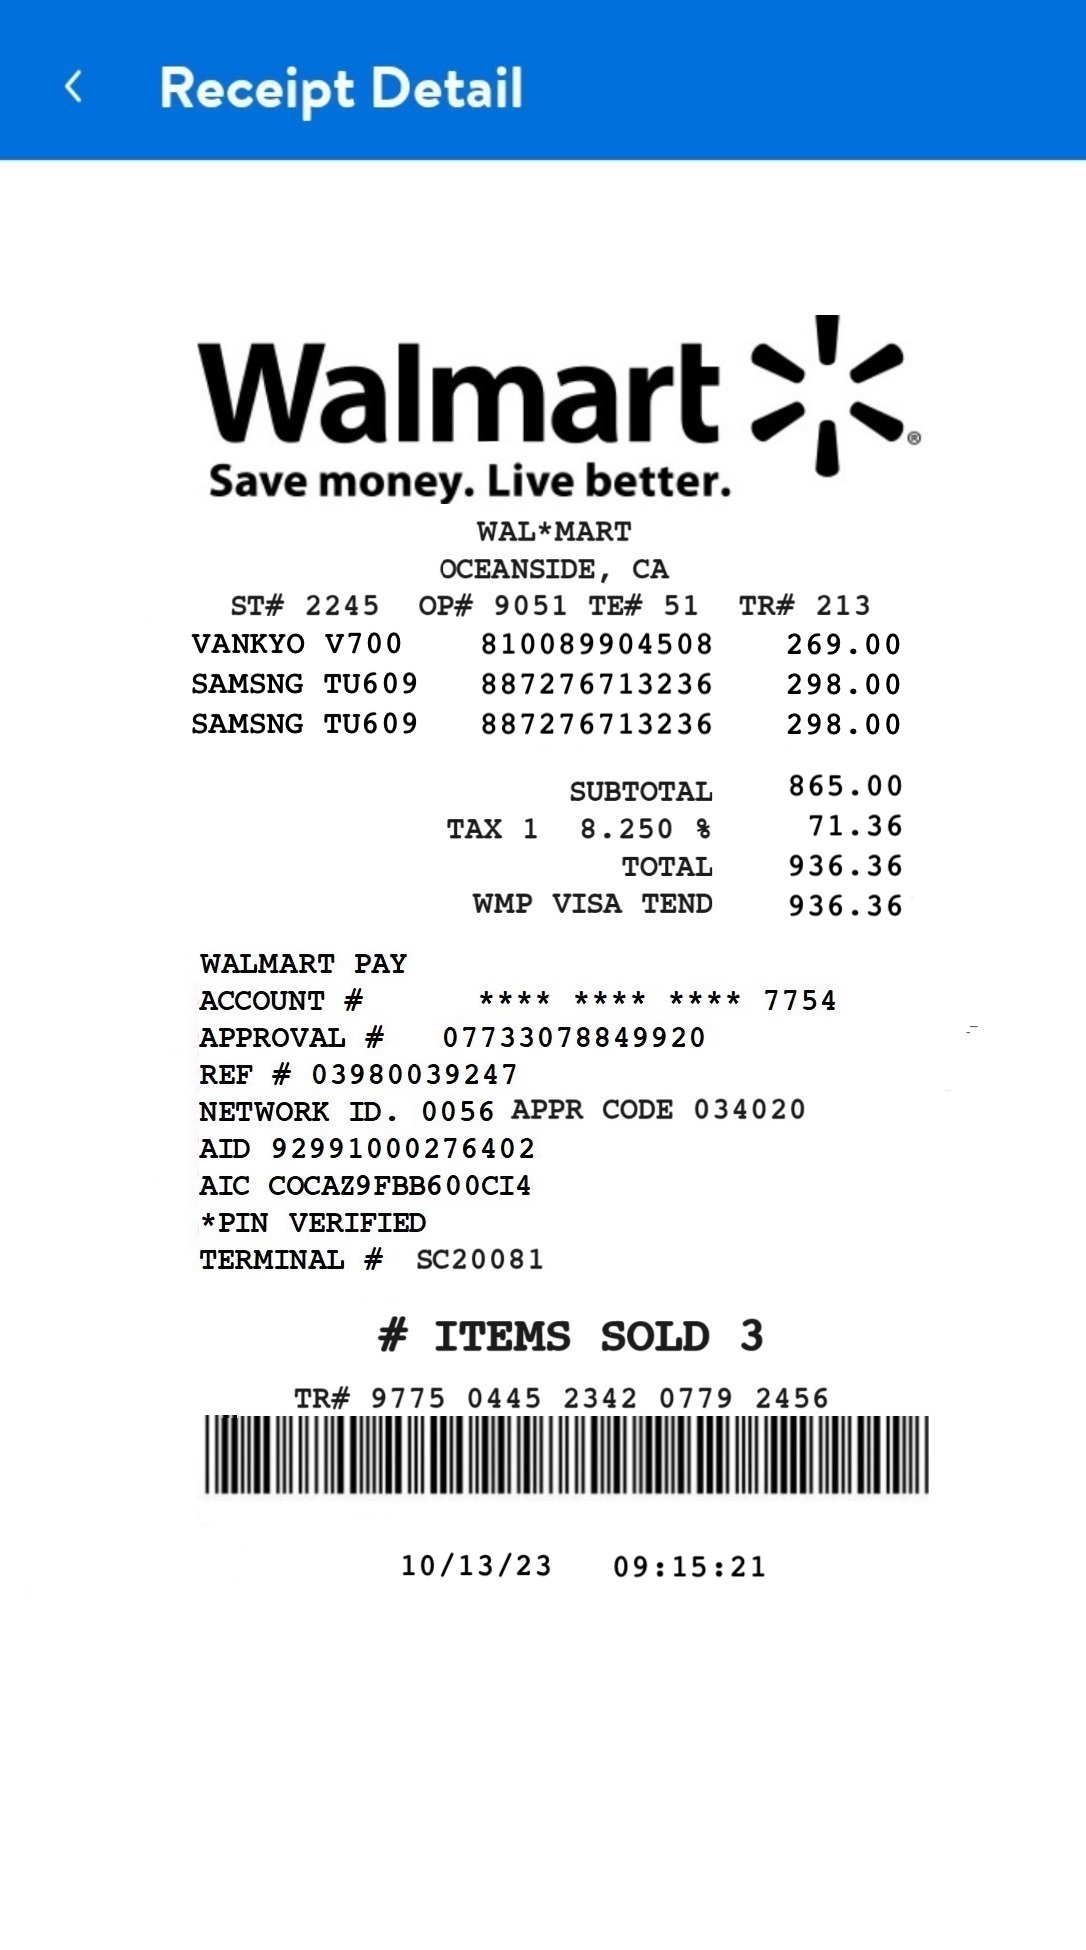 Receipt Detail
Walmart ®
Save money. Live better.
WAL*MART
OCEANSIDE, CA
ST# 2245 OP# 9051 TE# 51 TR# 213
VANKYO V700 810089904508 269.00
SAMSNG TU609 887276713236 298.00
SAMSNG TU609 887276713236 298.00
SUBTOTAL 865.00
TAX 1 8.250 % 71.36
TOTAL 936.36
WMP VISA TEND 936.36
WALMART PAY
ACCOUNT # **** **** **** 7754
APPROVAL # 07733078849920
REF # 03980039247
NETWORK ID. 0056 APPR CODE 034020
AID 92991000276402
AIC COCAZ9FBB600CI4
*PIN VERIFIED
TERMINAL # SC20081
# ITEMS SOLD 3
TR# 9775 0445 2342 0779 2456
10/13/23 09:15:21